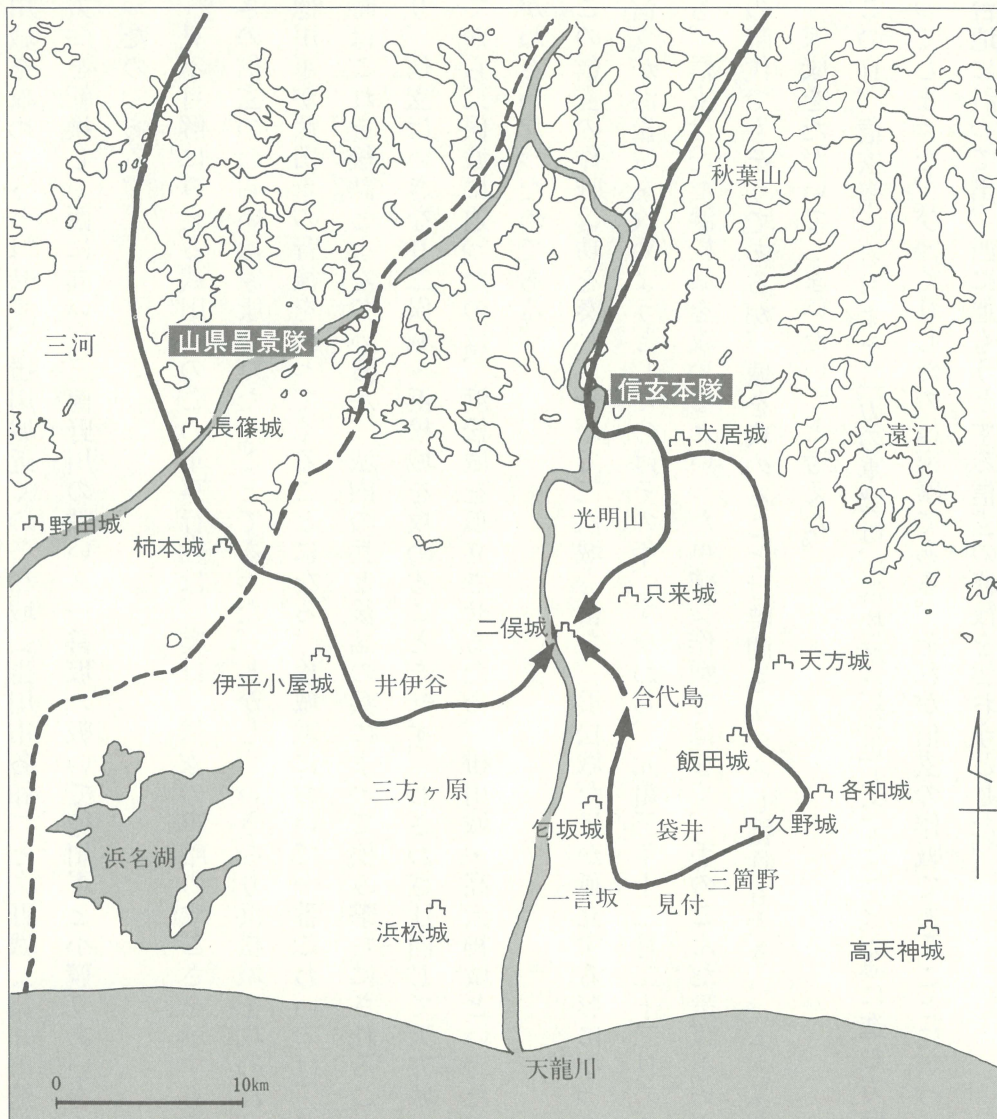 秋葉山
三河
山県昌景隊
信玄本隊
長篠城
犬居城
遠江
野田城
柿本城
光明山
只来城
二俣城
伊平小屋城
井伊谷
天方城
合代島
飯田城
三方ヶ原
各和城
匂坂城
袋井
久野城
浜名湖
三箇野
一言坂
見付
浜松城
高天神城
天龍川
0 10km